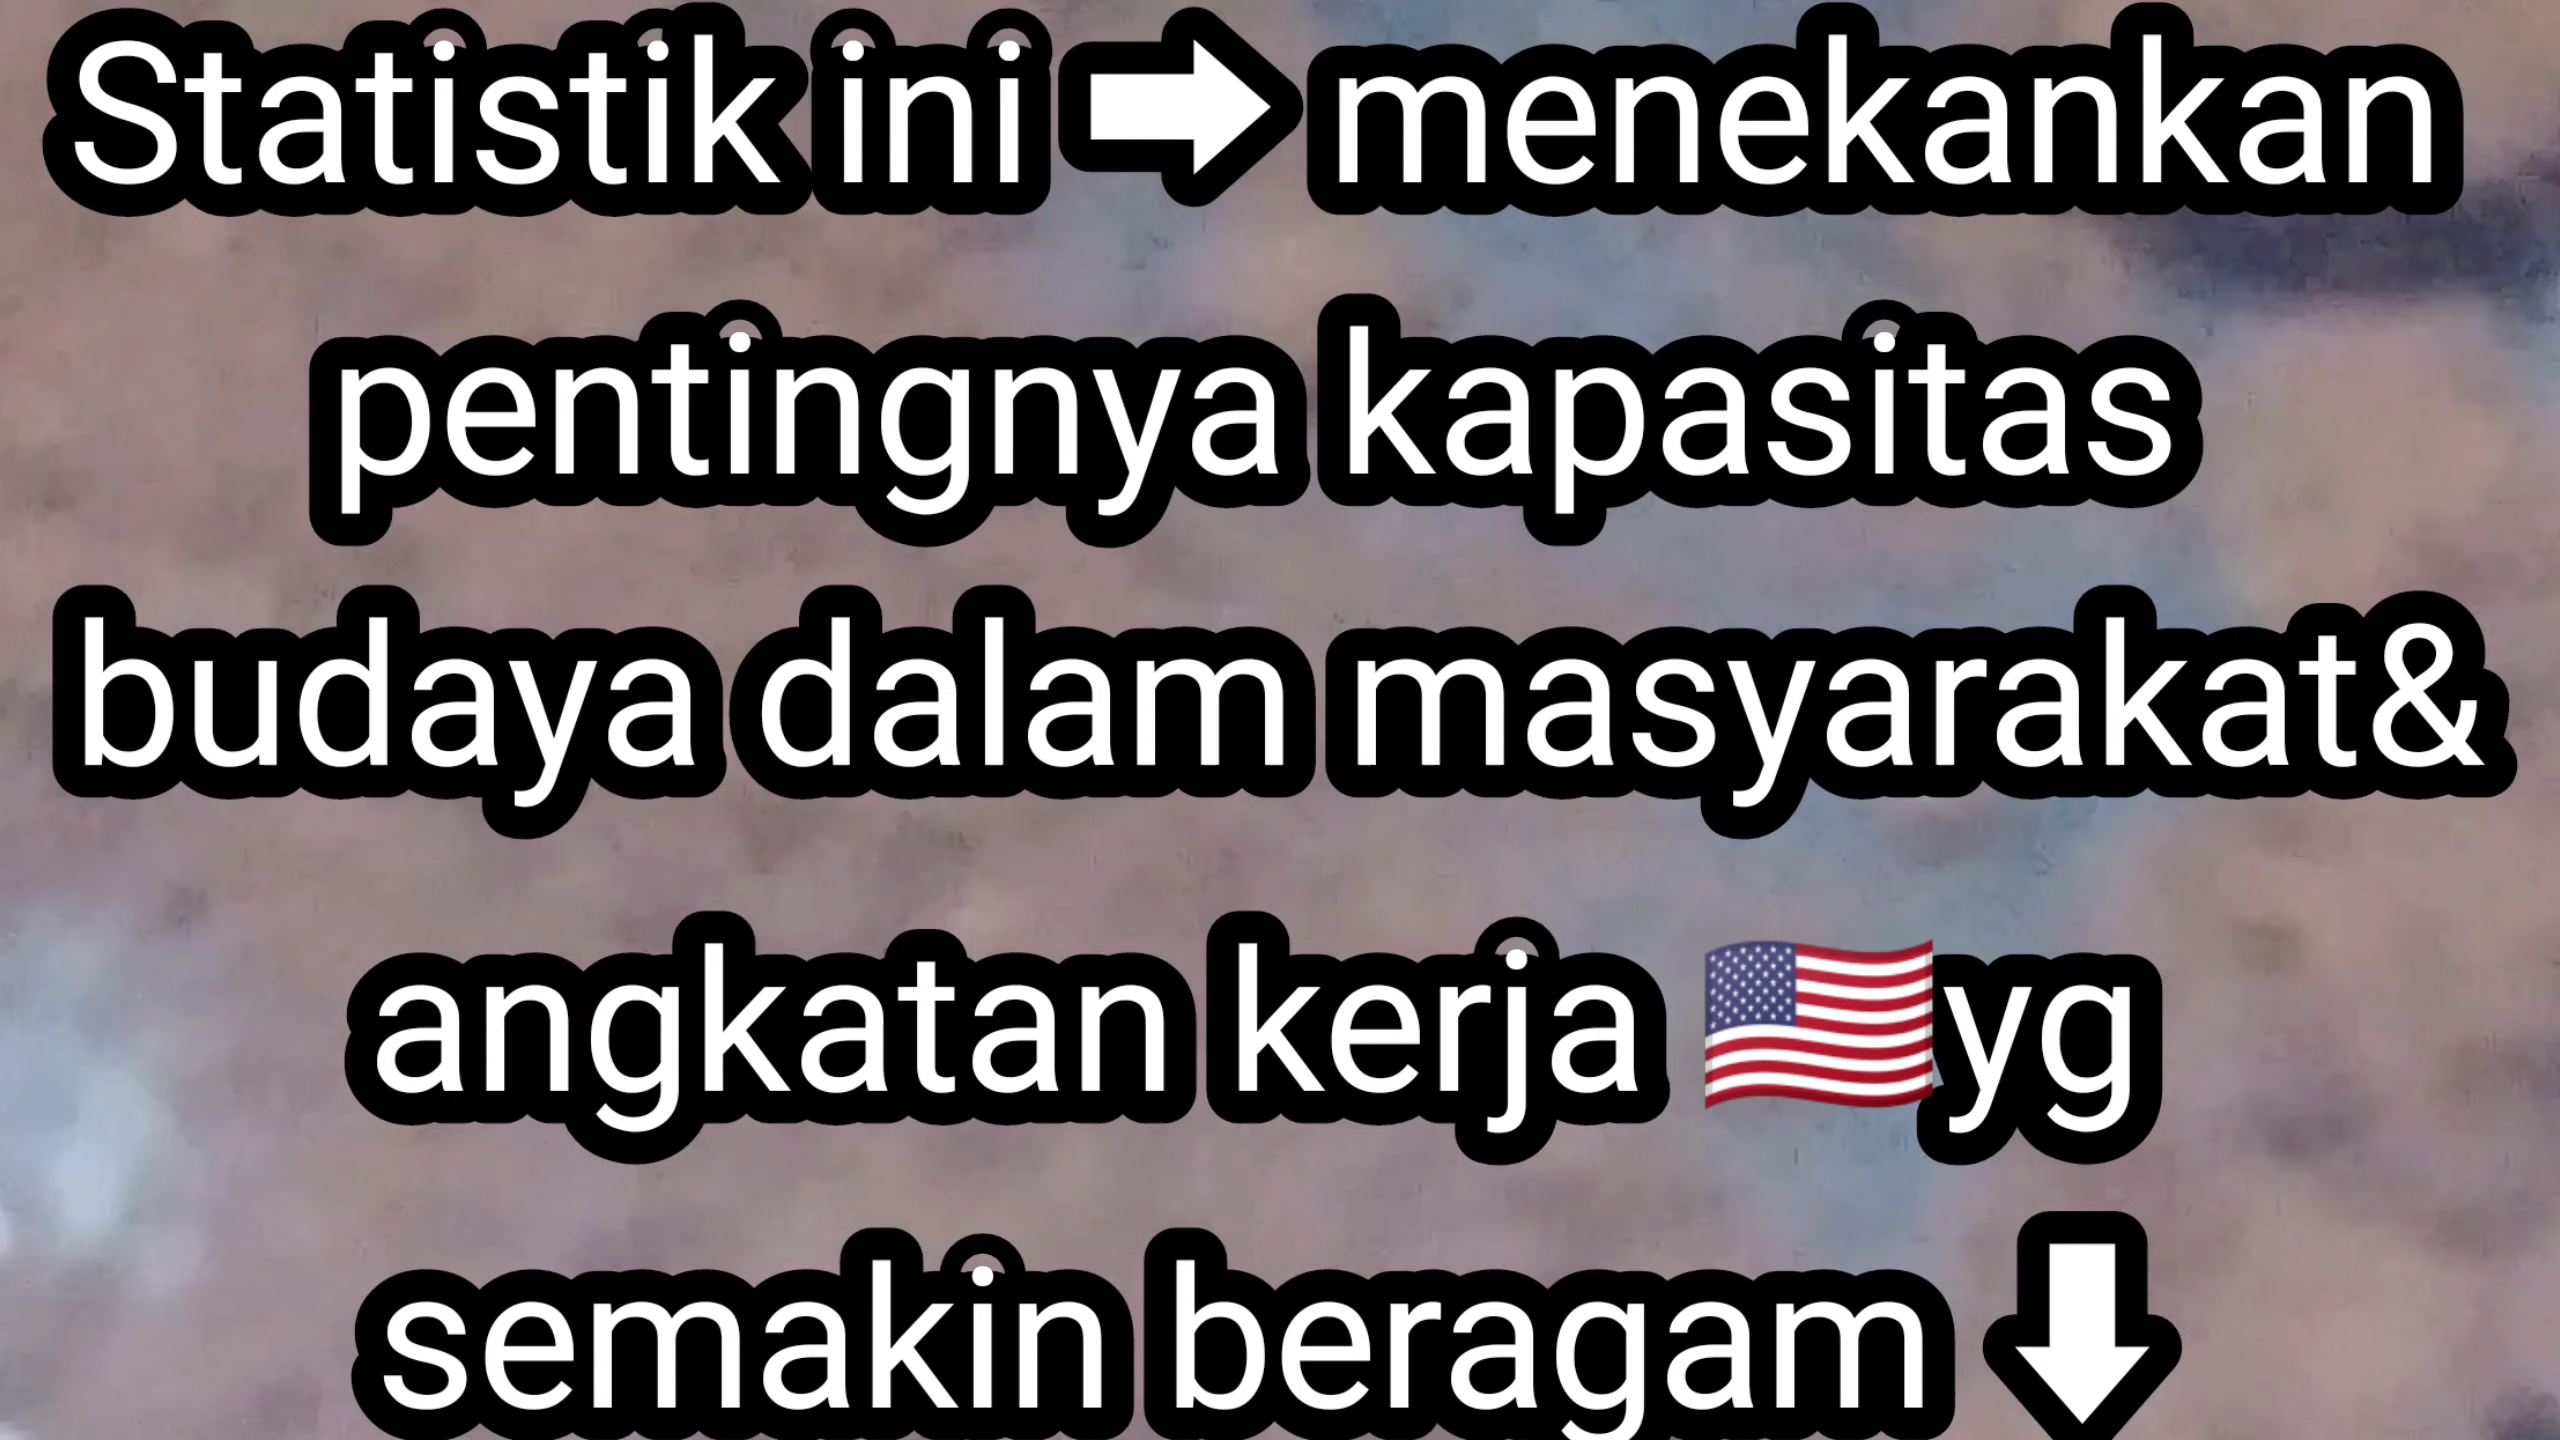 Statistik ini ➡ menekankan
pentingnya kapasitas
budaya dalam masyarakat&
angkatan kerja 🇺🇸yg
semakin beragam ⬇